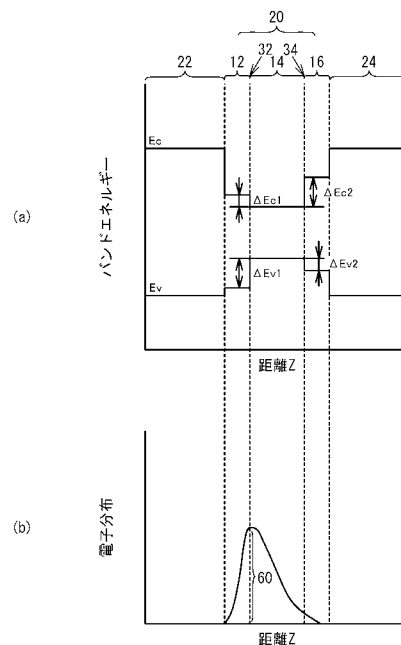 20
32 34
22 12 14 16 24
(a)
バンドエネルギー
Ec
ΔEc1
ΔEc2
ΔEv1
ΔEv2
Ev
距離Z
(b)
電子分布
60
距離Z